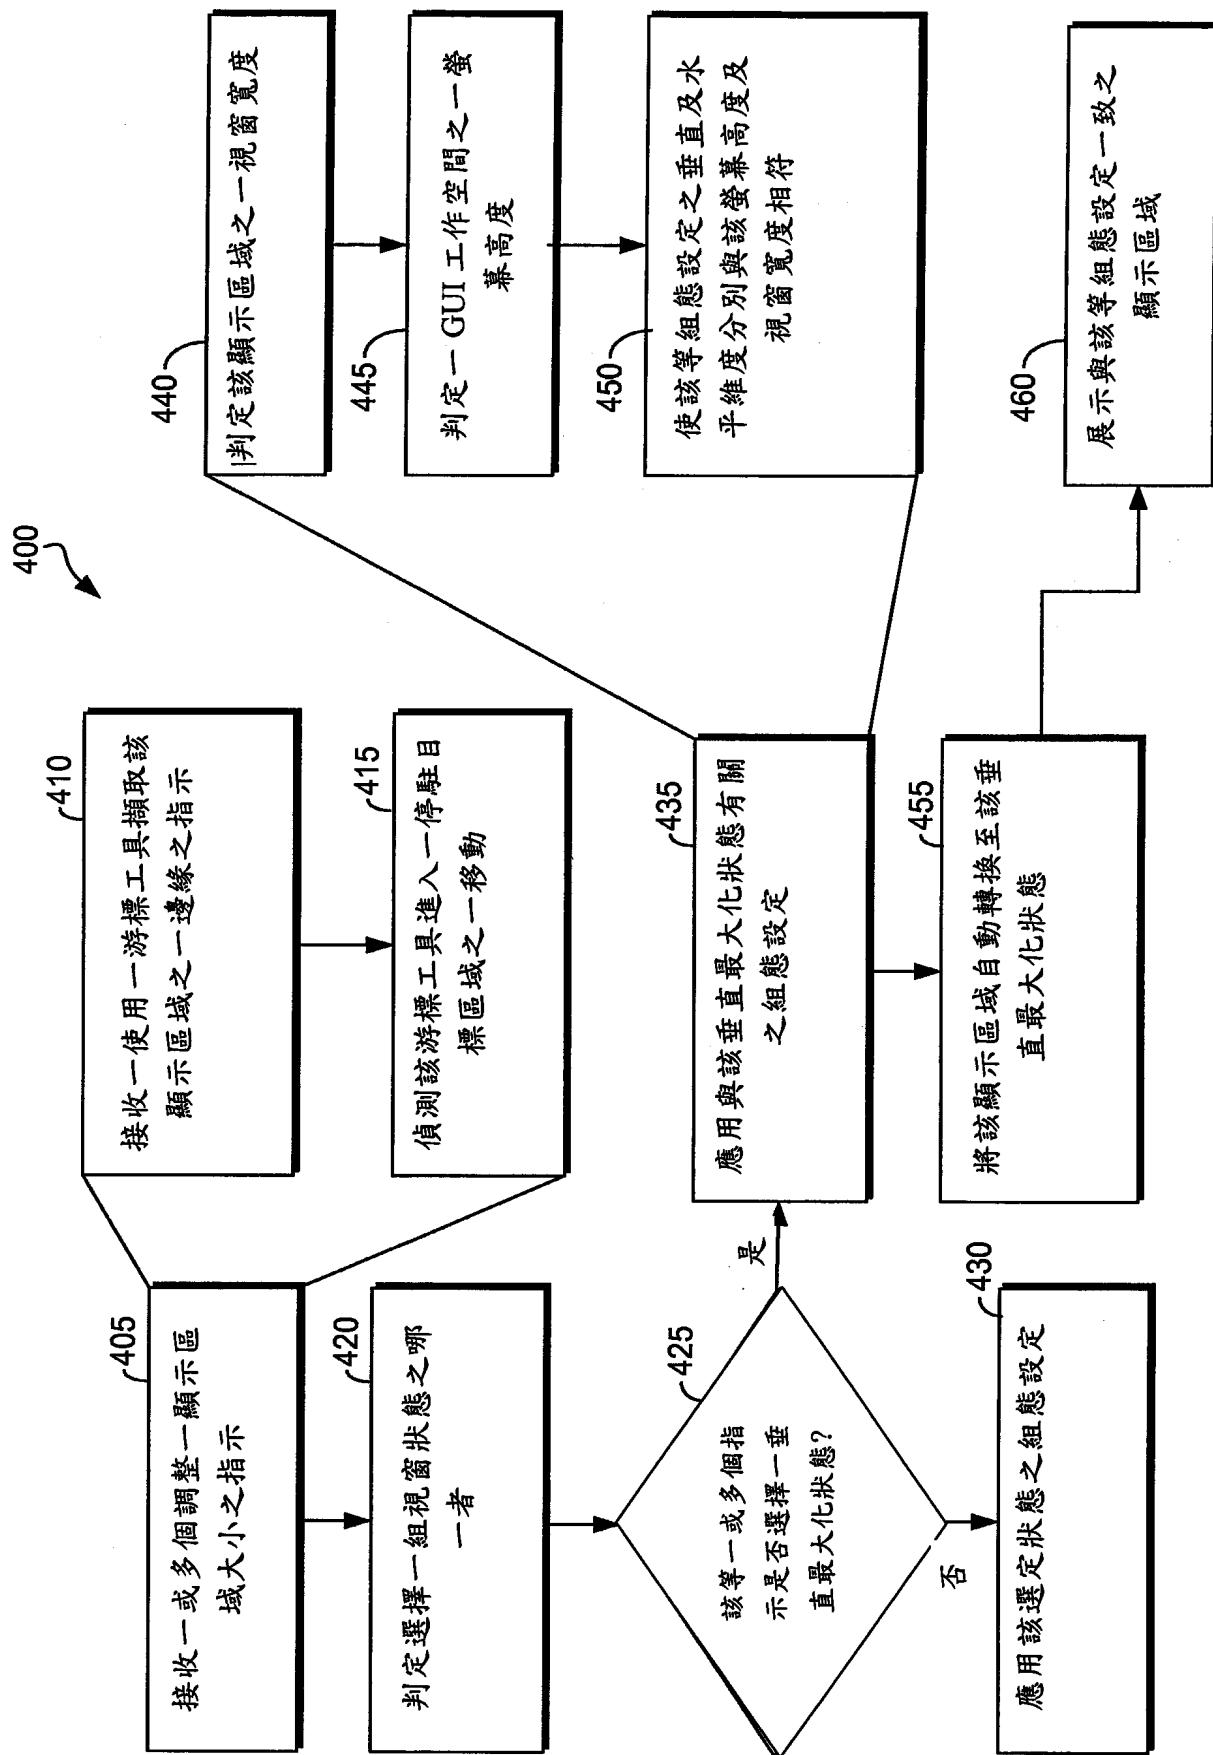 400
405
接收一或多個調整一顯示區
域大小之指示
410
接收一使用一游標工具擷取該
顯示區域之一邊緣之指示
415
偵測該游標工具進入一停駐目
標區域之一移動
420
判定選擇一組視窗狀態之哪
一者
425
該等一或多個指
示是否選擇一垂
直最大化狀態?
是
否
430
應用該選定狀態之組態設定
435
應用與該垂直最大化狀態有關
之組態設定
440
判定該顯示區域之一視窗寬度
445
判定一 GUI 工作空間之一螢
幕高度
450
使該等組態設定之垂直及水
平維度分別與該螢幕高度及
視窗寬度相符
455
將該顯示區域自動轉換至該垂
直最大化狀態
460
展示與該等組態設定一致之
顯示區域